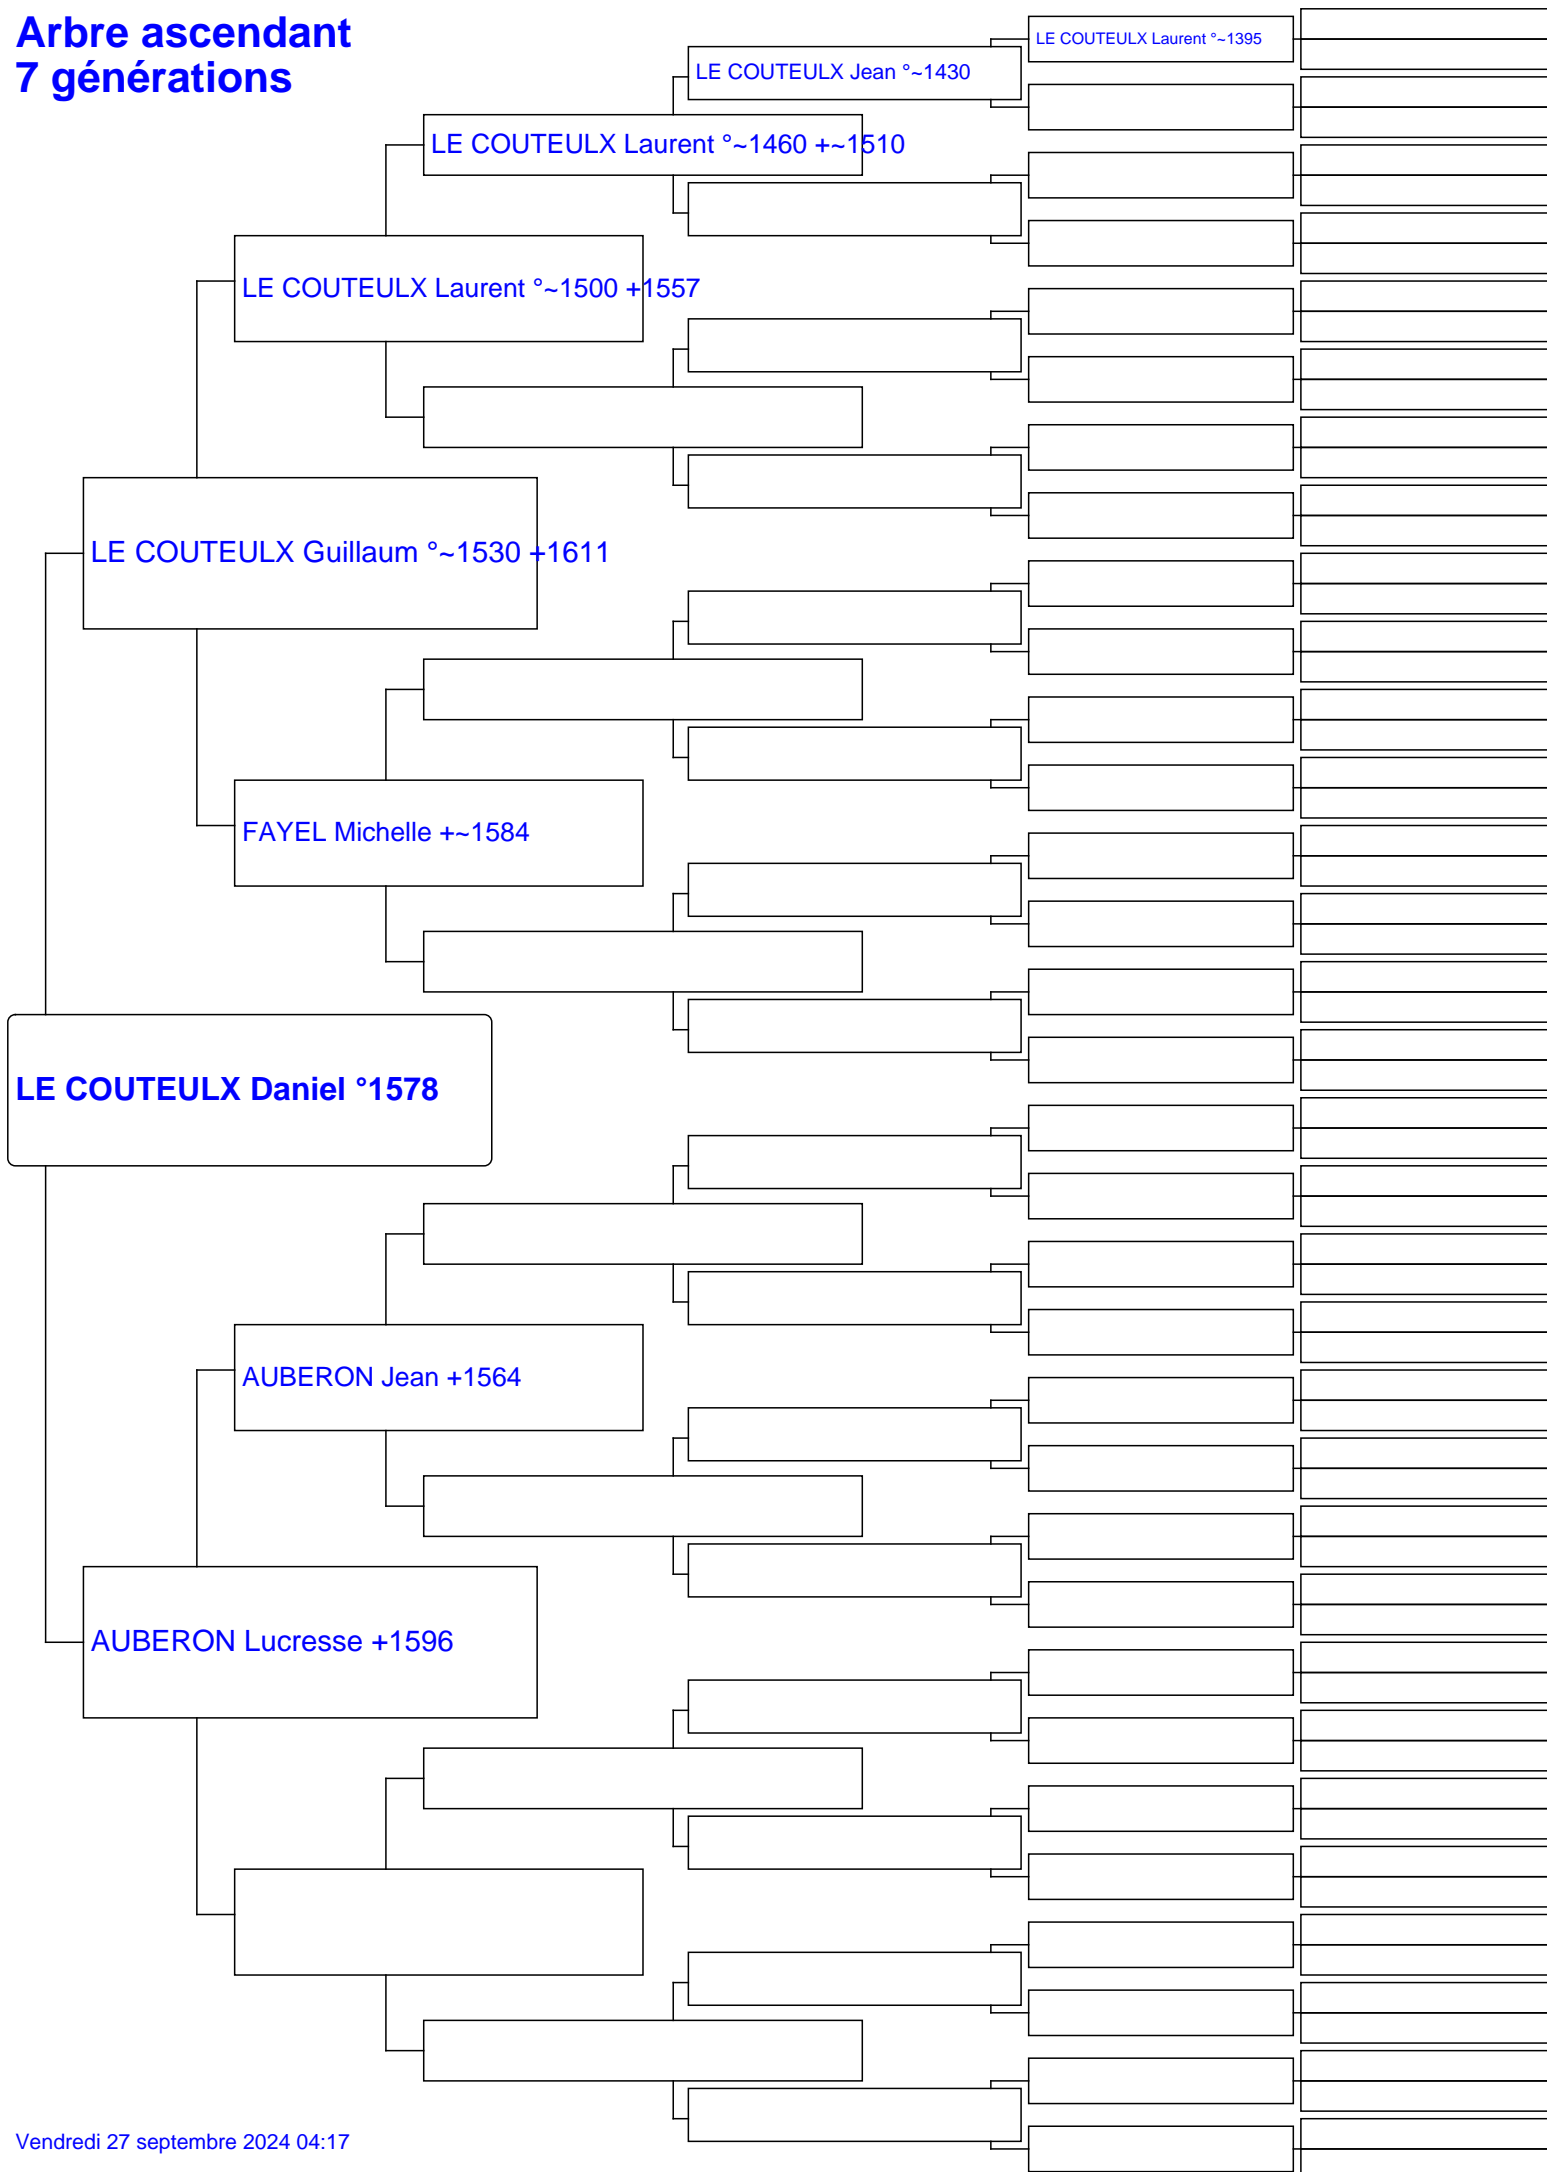 Arbre ascendant
7 générations
LE COUTEULX Laurent °~1395
LE COUTEULX Jean °~1430
LE COUTEULX Laurent °~1460 +~1510
LE COUTEULX Laurent °~1500 +1557
LE COUTEULX Guillaum °~1530 +1611
FAYEL Michelle +~1584
LE COUTEULX Daniel °1578
AUBERON Jean +1564
AUBERON Lucresse +1596
Vendredi 27 septembre 2024 04:17